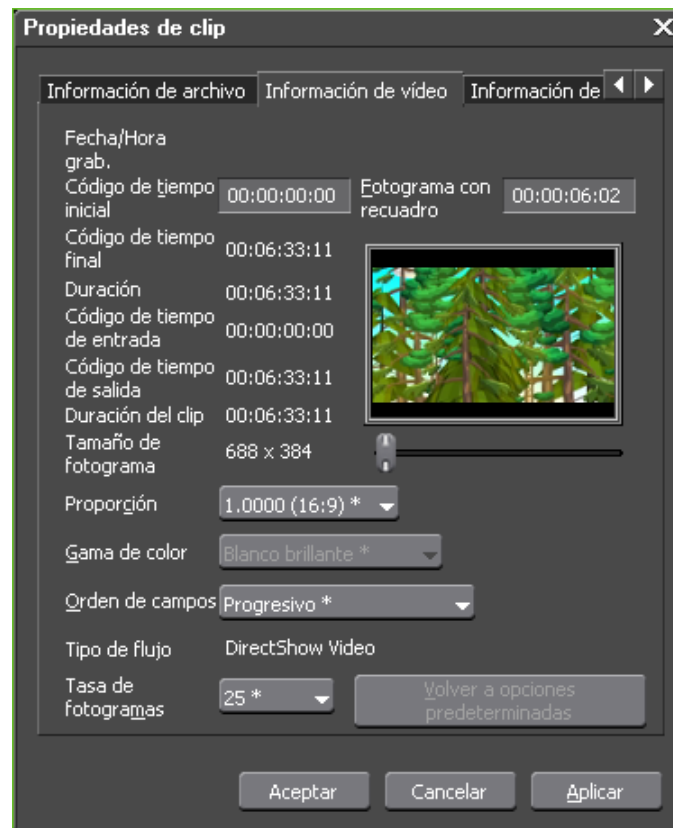 Propiedades de clip
Información de archivo
Información de vídeo
Información de
Fecha/Hora
grab.
Código de tiempo
inicial
00:00:00:00
Fotograma con
recuadro
00:00:06:02
Código de tiempo
final
00:06:33:11
Duración
00:06:33:11
Código de tiempo
de entrada
00:00:00:00
Código de tiempo
de salida
00:06:33:11
Duración del clip
00:06:33:11
Tamaño de
fotograma
688 x 384
Proporción
1.0000 (16:9) *
Gama de color
Blanco brillante *
Orden de campos
Progresivo *
Tipo de flujo
DirectShow Video
Tasa de
fotogramas
25 *
Volver a opciones
predeterminadas
Aceptar
Cancelar
Aplicar